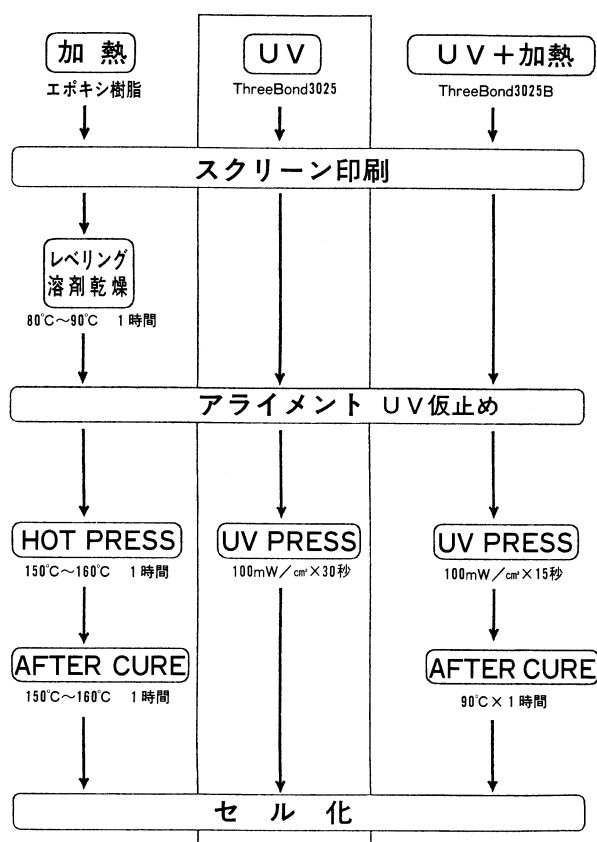 加熱
UV
UV+加熱
エポキシ樹脂
ThreeBond3025
ThreeBond3025B
スクリーン印刷
レベリング
溶剤乾燥
80℃〜90℃ 1時間
アライメント UV仮止め
HOT PRESS
UV PRESS
UV PRESS
150℃〜160℃ 1時間
100mW/cm²×30秒
100mW/cm²×15秒
AFTER CURE
AFTER CURE
150℃〜160℃ 1時間
90℃×1時間
セル化